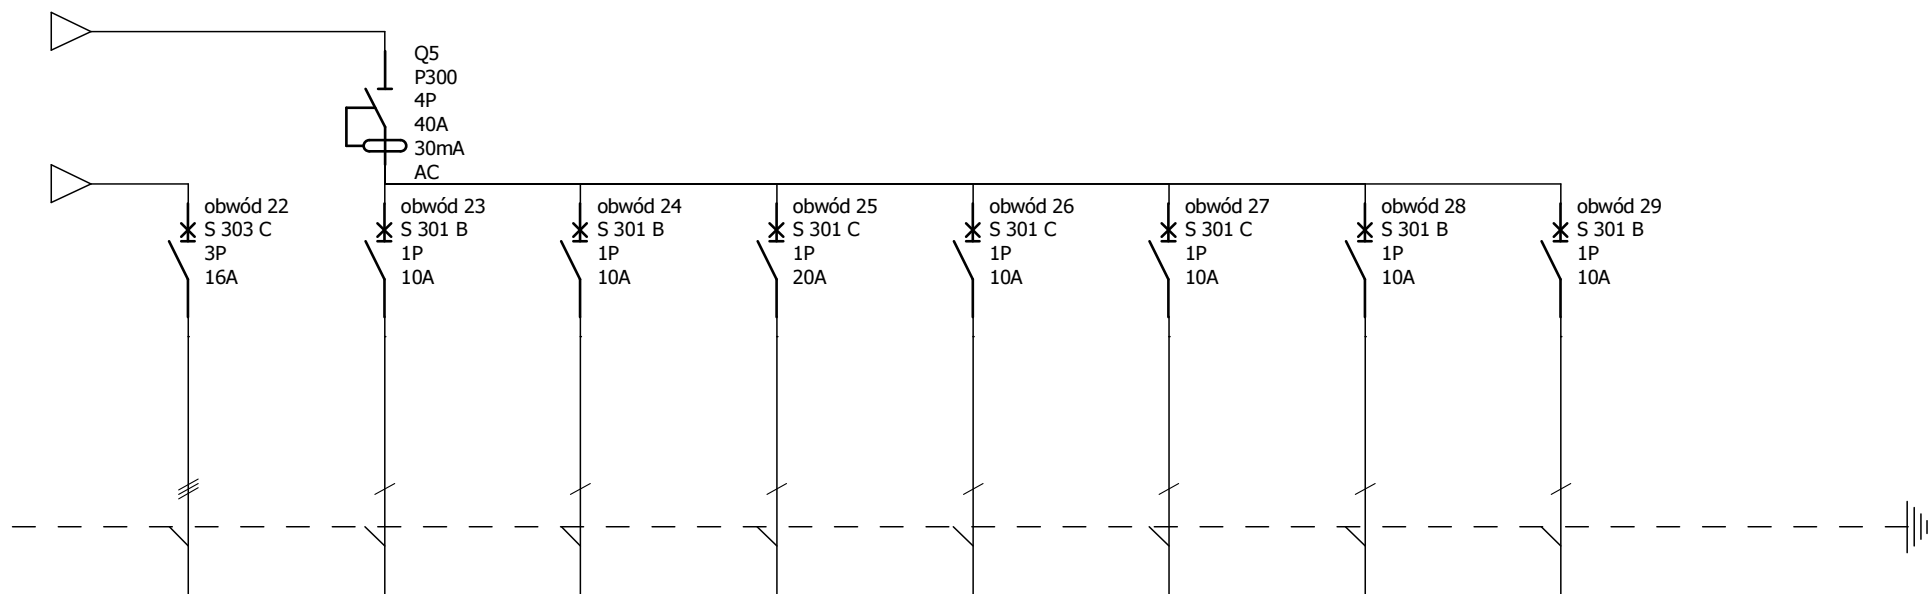 Q5
P300
4P
40A
30mA
AC
obwód 22
S 303 C
3P
16A
obwód 23
S 301 B
1P
10A
obwód 24
S 301 B
1P
10A
obwód 25
S 301 C
1P
20A
obwód 26
S 301 C
1P
10A
obwód 27
S 301 C
1P
10A
obwód 28
S 301 B
1P
10A
obwód 29
S 301 B
1P
10A